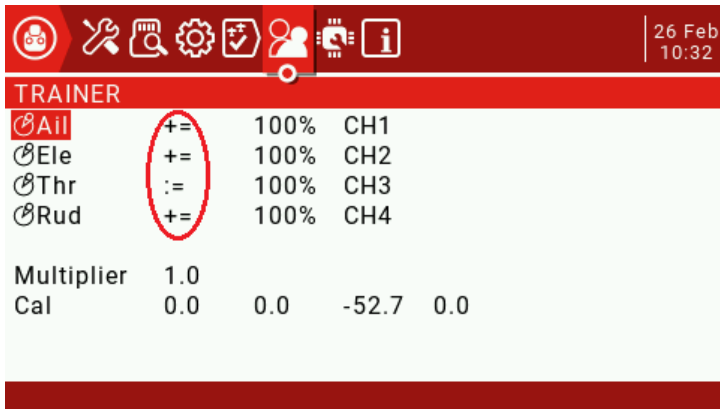 26 Feb
10:32
TRAINER
Ail += 100% CH1
Ele += 100% CH2
Thr := 100% CH3
Rud += 100% CH4
Multiplier 1.0
Cal 0.0 0.0 -52.7 0.0